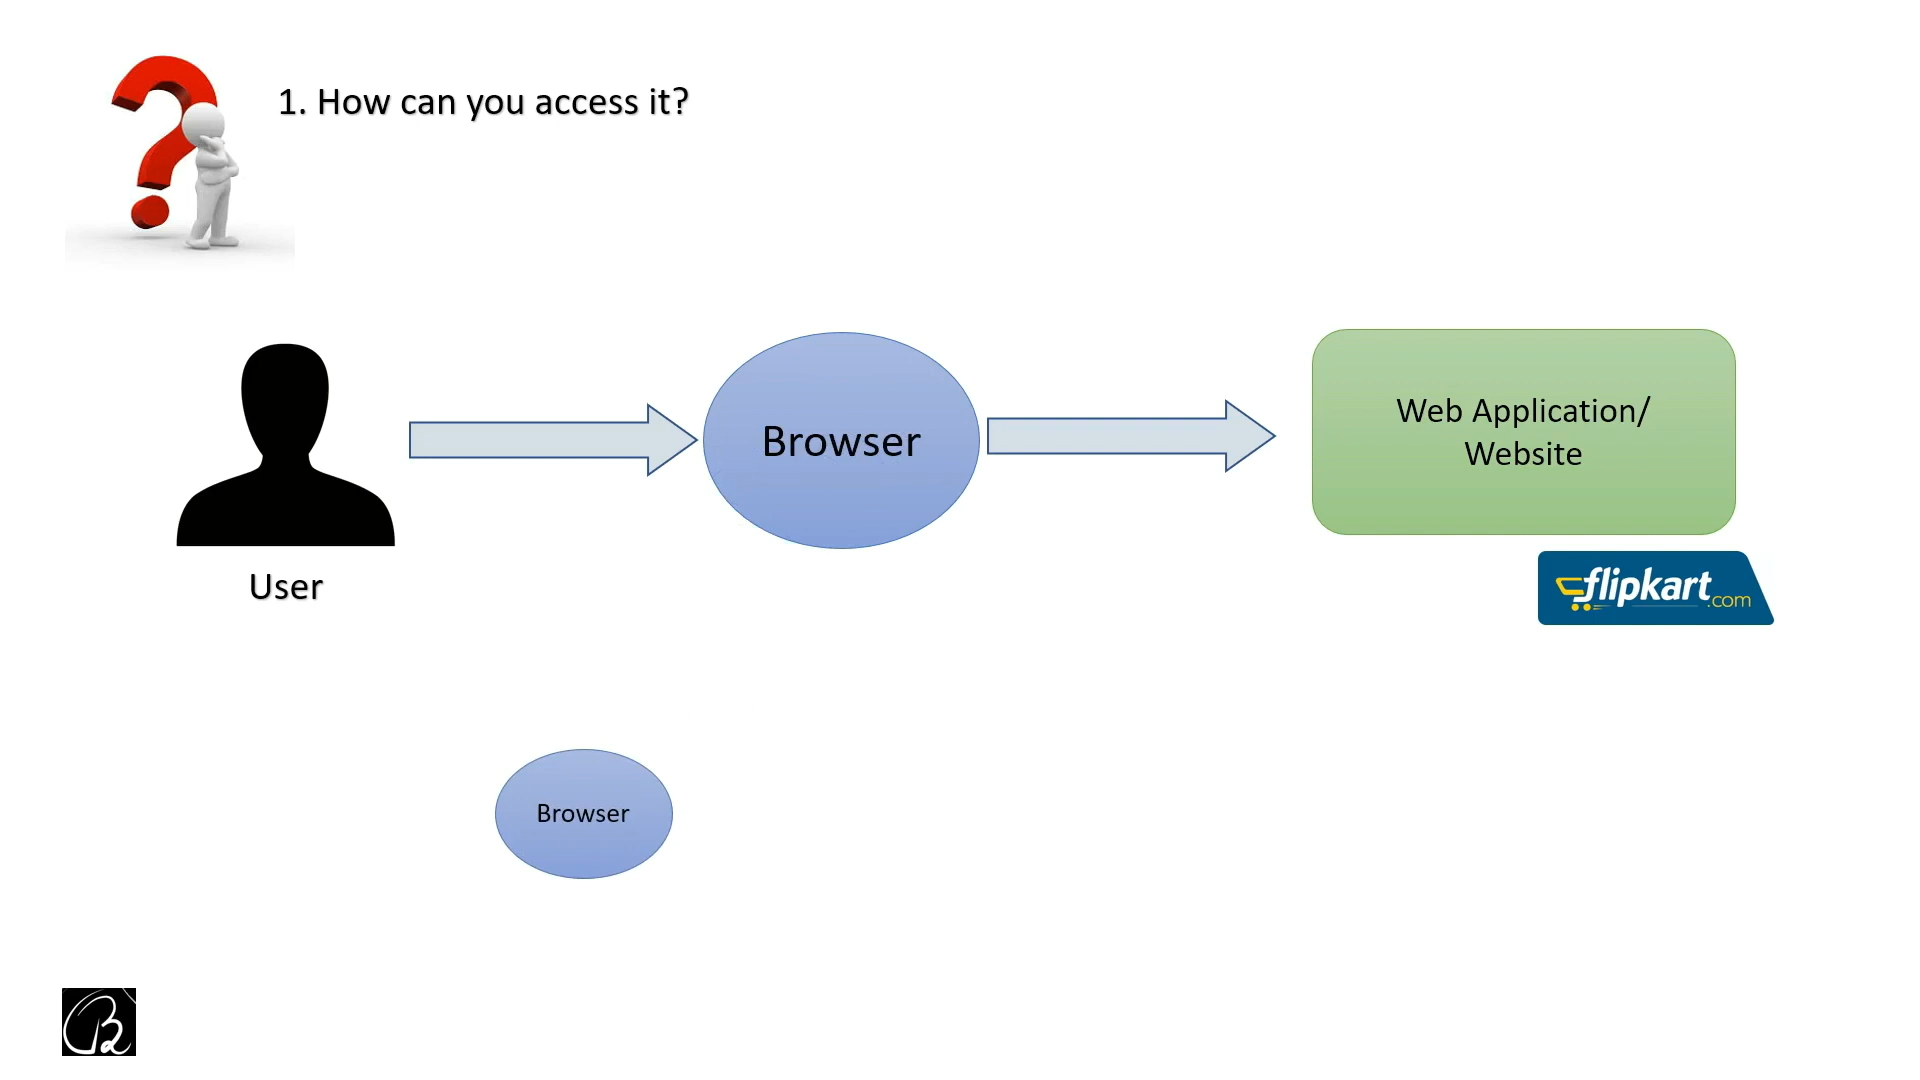 1. How can you access it?
Browser
Web Application/
Website
User
flipkart.com
Browser